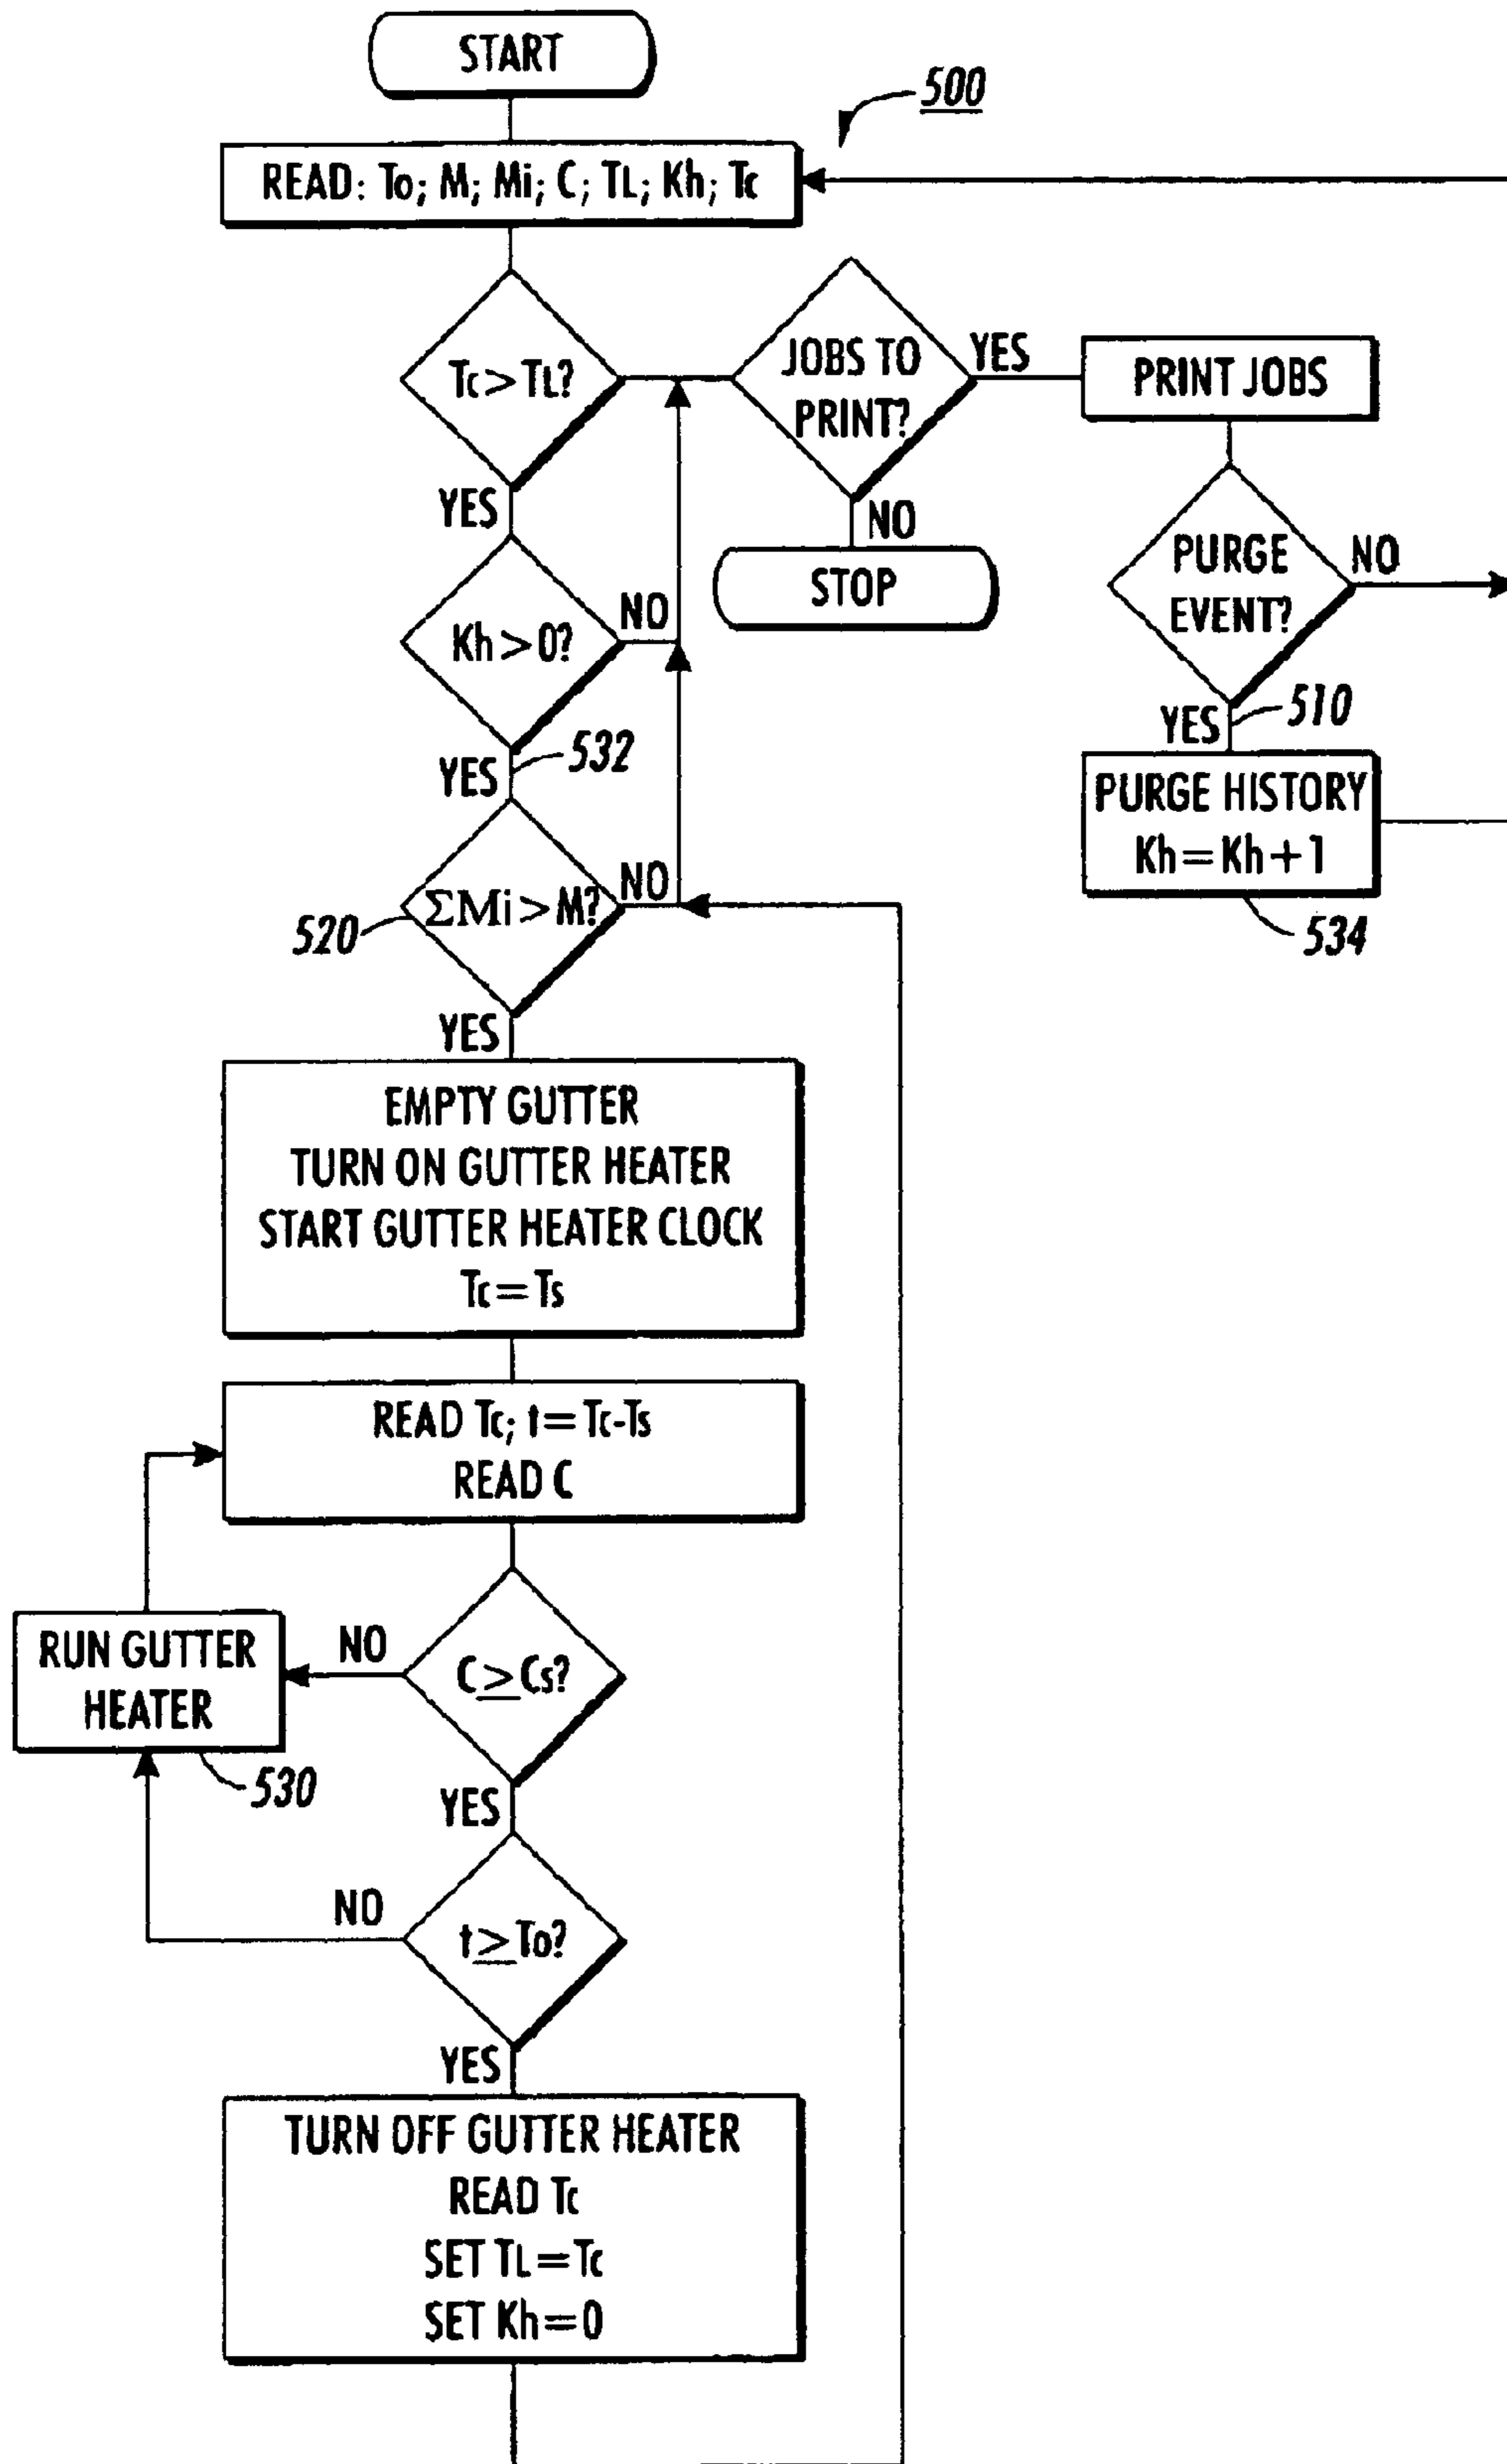 START
500
READ: To; M; Mi; C; TL; Kh; Tc
Tc > TL?
JOBS TO
PRINT?
YES
PRINT JOBS
YES
NO
STOP
PURGE
EVENT?
NO
Kh > 0?
NO
YES
532
YES
510
PURGE HISTORY
Kh = Kh + 1
534
ΣMi > M?
NO
520
YES
EMPTY GUTTER
TURN ON GUTTER HEATER
START GUTTER HEATER CLOCK
Tc = Ts
READ Tc; t = Tc-Ts
READ C
C ≥ Cs?
NO
RUN GUTTER
HEATER
530
YES
t ≥ To?
NO
YES
TURN OFF GUTTER HEATER
READ Tc
SET TL = Tc
SET Kh = 0